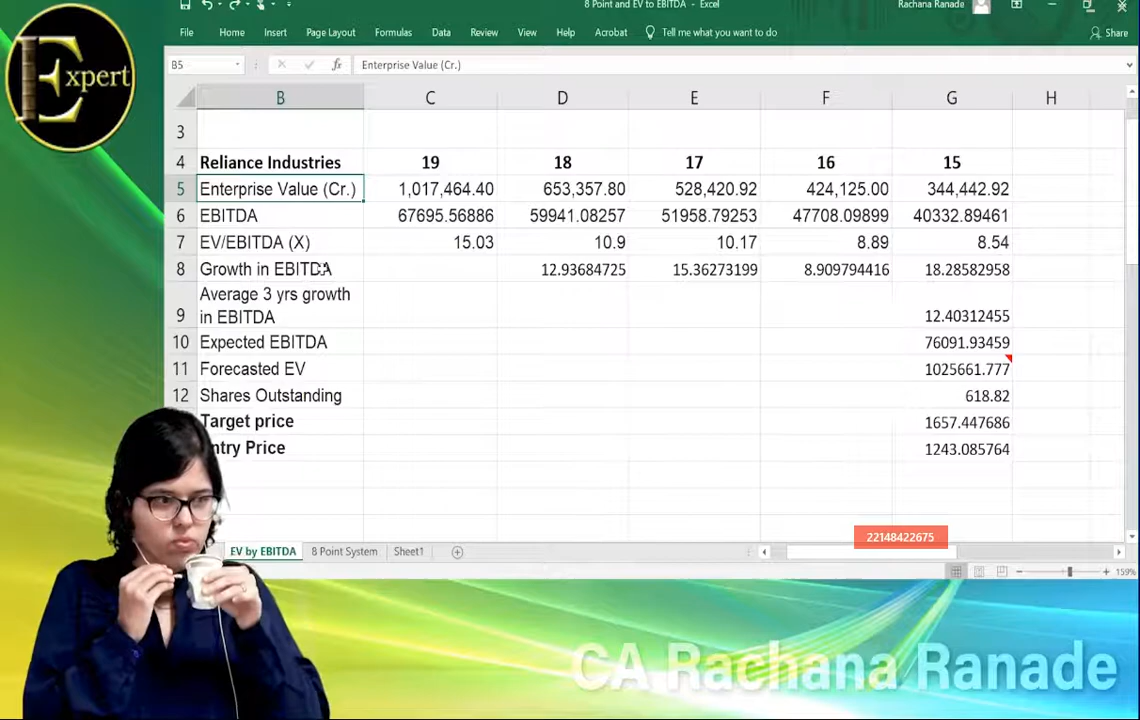 8 Point and EV to EBITDA - Excel
Rachana Ranade
File Home Insert Page Layout Formulas Data Review View Help Acrobat Tell me what you want to do Share
B5 fx Enterprise Value (Cr.)
B C D E F G H
3
4 Reliance Industries 19 18 17 16 15
5 Enterprise Value (Cr.) 1,017,464.40 653,357.80 528,420.92 424,125.00 344,442.92
6 EBITDA 67695.56886 59941.08257 51958.79253 47708.09899 40332.89461
7 EV/EBITDA (X) 15.03 10.9 10.17 8.89 8.54
8 Growth in EBITDA 12.93684725 15.36273199 8.909794416 18.28582958
Average 3 yrs growth
9 in EBITDA 12.40312455
10 Expected EBITDA 76091.93459
11 Forecasted EV 1025661.777
12 Shares Outstanding 618.82
Target price 1657.447686
ntry Price 1243.085764
22148422675
EV by EBITDA 8 Point System Sheet1
159%
Expert
CA Rachana Ranade